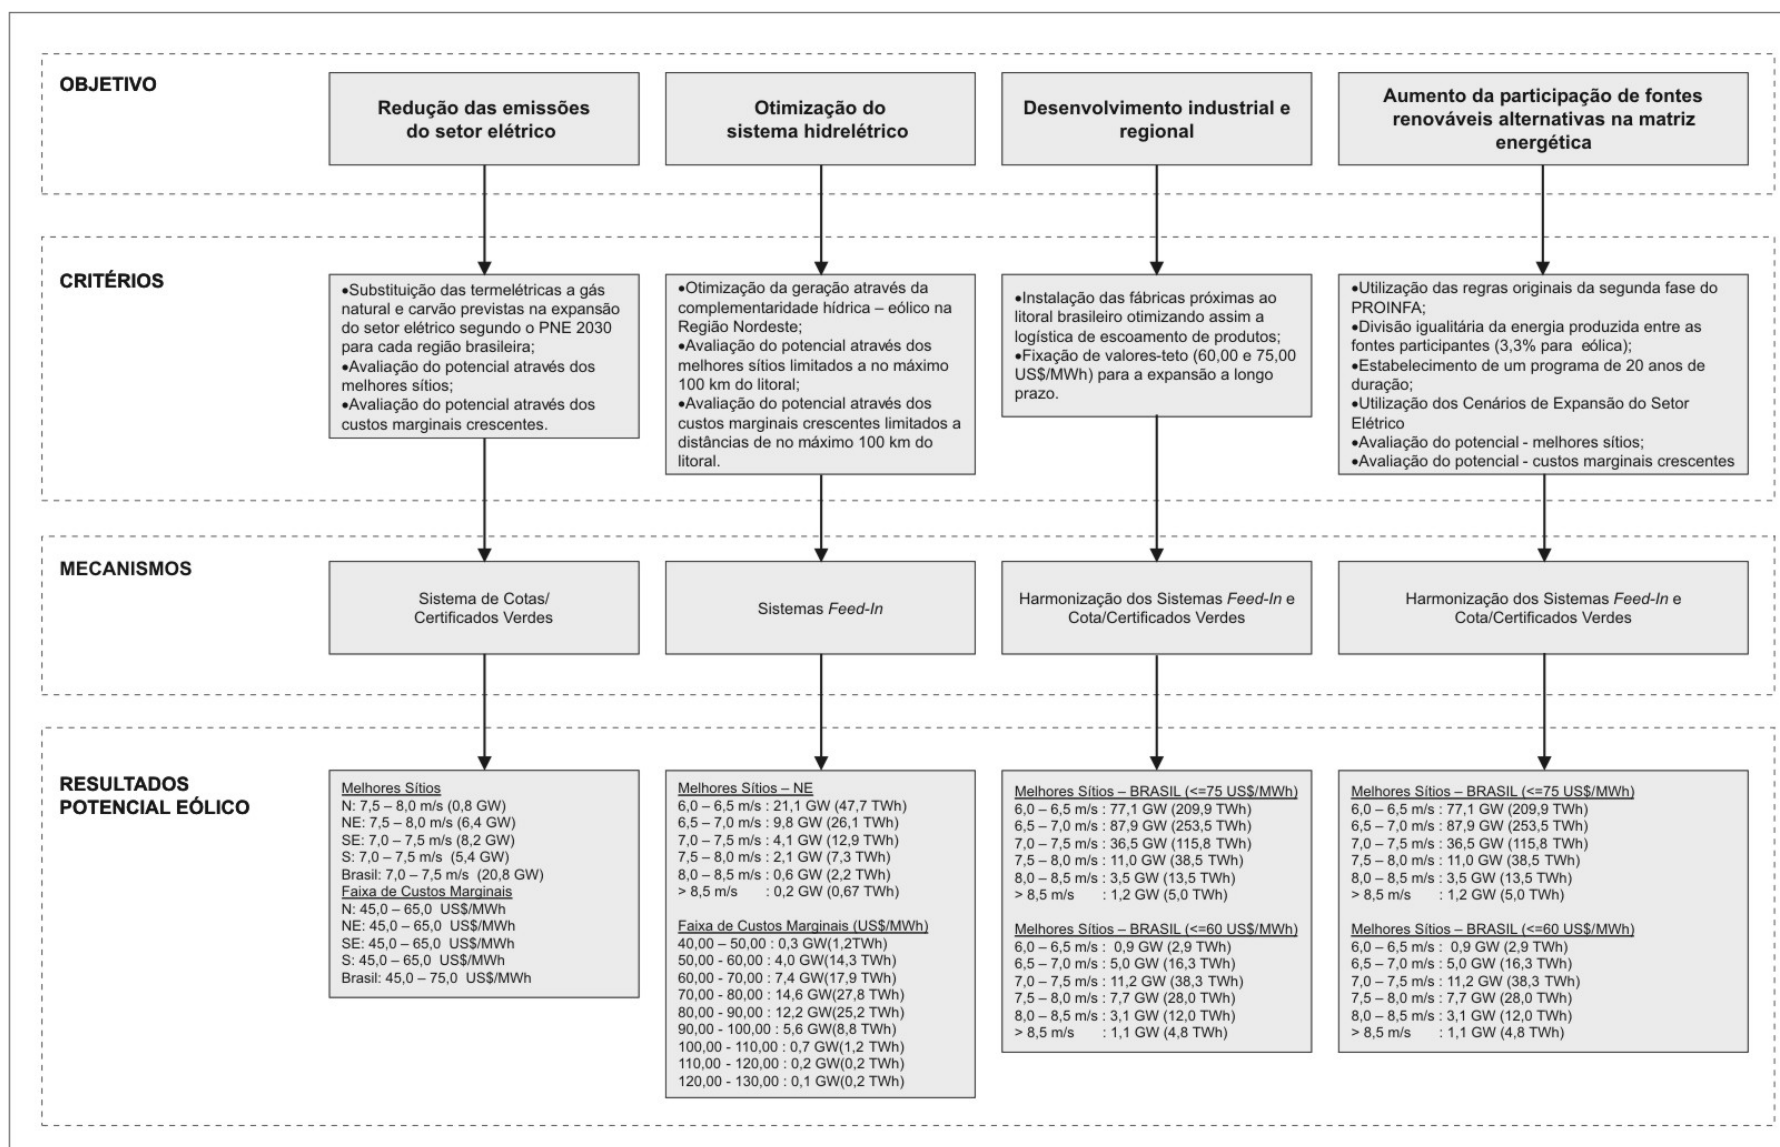 OBJETIVO
Redução das emissões
do setor elétrico
Otimização do
sistema hidrelétrico
Desenvolvimento industrial e
regional
Aumento da participação de fontes
renováveis alternativas na matriz
energética
CRITÉRIOS
•Substituição das termelétricas a gás
natural e carvão previstas na expansão
do setor elétrico segundo o PNE 2030
para cada região brasileira;
•Avaliação do potencial através dos
melhores sítios;
•Avaliação do potencial através dos
custos marginais crescentes.
•Otimização da geração através da
complementaridade hídrica – eólico na
Região Nordeste;
•Avaliação do potencial através dos
melhores sítios limitados a no máximo
100 km do litoral;
•Avaliação do potencial através dos
custos marginais crescentes limitados a
distâncias de no máximo 100 km do
litoral.
•Instalação das fábricas próximas ao
litoral brasileiro otimizando assim a
logística de escoamento de produtos;
•Fixação de valores-teto (60,00 e 75,00
US$/MWh) para a expansão a longo
prazo.
•Utilização das regras originais da segunda fase do
PROINFA;
•Divisão igualitária da energia produzida entre as
fontes participantes (3,3% para  eólica);
•Estabelecimento de um programa de 20 anos de
duração;
•Utilização dos Cenários de Expansão do Setor
Elétrico
•Avaliação do potencial - melhores sítios;
•Avaliação do potencial - custos marginais crescentes
MECANISMOS
Sistema de Cotas/
Certificados Verdes
Sistemas Feed-In
Harmonização dos Sistemas Feed-In e
Cota/Certificados Verdes
Harmonização dos Sistemas Feed-In e
Cota/Certificados Verdes
RESULTADOS
POTENCIAL EÓLICO
Melhores Sítios
N: 7,5 – 8,0 m/s (0,8 GW)
NE: 7,5 – 8,0 m/s (6,4 GW)
SE: 7,0 – 7,5 m/s (8,2 GW)
S: 7,0 – 7,5 m/s  (5,4 GW)
Brasil: 7,0 – 7,5 m/s  (20,8 GW)
Faixa de Custos Marginais
N: 45,0 – 65,0  US$/MWh
NE: 45,0 – 65,0  US$/MWh
SE: 45,0 – 65,0  US$/MWh
S: 45,0 – 65,0  US$/MWh
Brasil: 45,0 – 75,0  US$/MWh
Melhores Sítios – NE
6,0 – 6,5 m/s : 21,1 GW (47,7 TWh)
6,5 – 7,0 m/s : 9,8 GW (26,1 TWh)
7,0 – 7,5 m/s : 4,1 GW (12,9 TWh)
7,5 – 8,0 m/s : 2,1 GW (7,3 TWh)
8,0 – 8,5 m/s : 0,6 GW (2,2 TWh)
> 8,5 m/s : 0,2 GW (0,67 TWh)
Faixa de Custos Marginais (US$/MWh)
40,00 – 50,00 : 0,3 GW(1,2TWh)
50,00 - 60,00 : 4,0 GW(14,3 TWh)
60,00 - 70,00 : 7,4 GW(17,9 TWh)
70,00 - 80,00 : 14,6 GW(27,8 TWh)
80,00 – 90,00 : 12,2 GW(25,2 TWh)
90,00 - 100,00 : 5,6 GW(8,8 TWh)
100,00 - 110,00 : 0,7 GW(1,2 TWh)
110,00 - 120,00 : 0,2 GW(0,2 TWh)
120,00 - 130,00 : 0,1 GW(0,2 TWh)
Melhores Sítios – BRASIL (<=75 US$/MWh)
6,0 – 6,5 m/s : 77,1 GW (209,9 TWh)
6,5 – 7,0 m/s : 87,9 GW (253,5 TWh)
7,0 – 7,5 m/s : 36,5 GW (115,8 TWh)
7,5 – 8,0 m/s : 11,0 GW (38,5 TWh)
8,0 – 8,5 m/s : 3,5 GW (13,5 TWh)
> 8,5 m/s : 1,2 GW (5,0 TWh)
Melhores Sítios – BRASIL (<=60 US$/MWh)
6,0 – 6,5 m/s :  0,9 GW (2,9 TWh)
6,5 – 7,0 m/s : 5,0 GW (16,3 TWh)
7,0 – 7,5 m/s : 11,2 GW (38,3 TWh)
7,5 – 8,0 m/s : 7,7 GW (28,0 TWh)
8,0 – 8,5 m/s : 3,1 GW (12,0 TWh)
> 8,5 m/s : 1,1 GW (4,8 TWh)
Melhores Sítios – BRASIL (<=75 US$/MWh)
6,0 – 6,5 m/s : 77,1 GW (209,9 TWh)
6,5 – 7,0 m/s : 87,9 GW (253,5 TWh)
7,0 – 7,5 m/s : 36,5 GW (115,8 TWh)
7,5 – 8,0 m/s : 11,0 GW (38,5 TWh)
8,0 – 8,5 m/s : 3,5 GW (13,5 TWh)
> 8,5 m/s : 1,2 GW (5,0 TWh)
Melhores Sítios – BRASIL (<=60 US$/MWh)
6,0 – 6,5 m/s :  0,9 GW (2,9 TWh)
6,5 – 7,0 m/s : 5,0 GW (16,3 TWh)
7,0 – 7,5 m/s : 11,2 GW (38,3 TWh)
7,5 – 8,0 m/s : 7,7 GW (28,0 TWh)
8,0 – 8,5 m/s : 3,1 GW (12,0 TWh)
> 8,5 m/s : 1,1 GW (4,8 TWh)